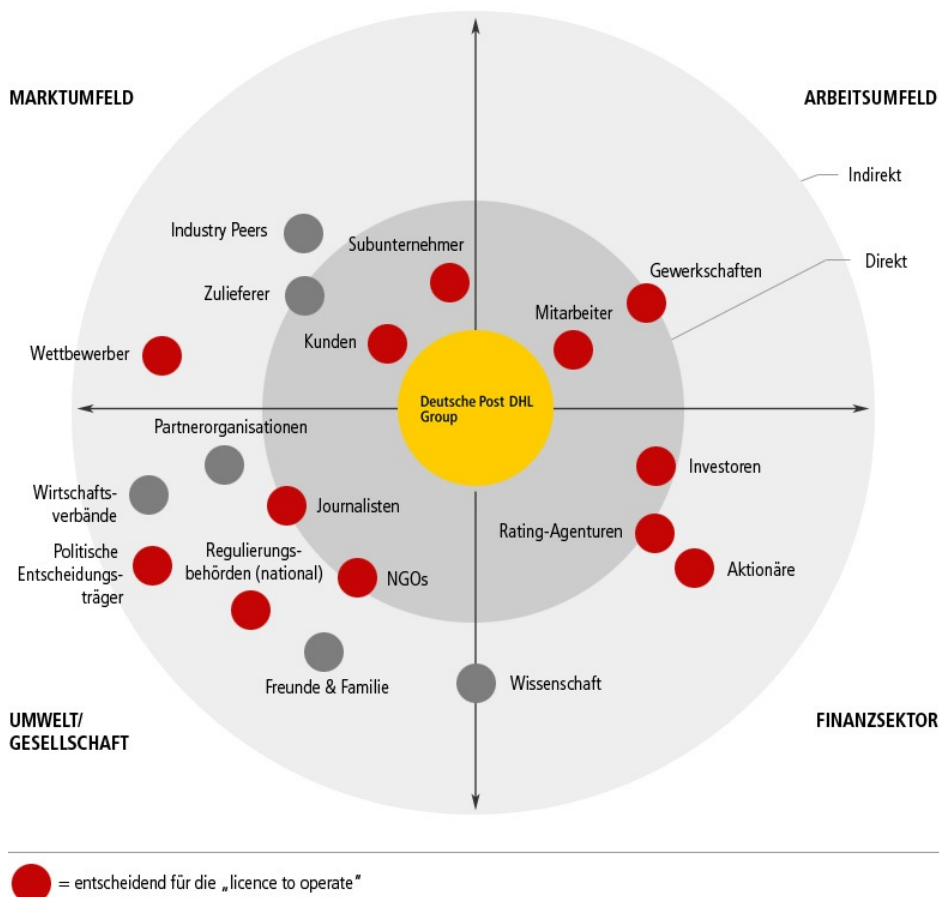 MARKTUMFELD
ARBEITSUMFELD
Indirekt
Industry Peers
Subunternehmer
Direkt
Gewerkschaften
Zulieferer
Mitarbeiter
Kunden
Wettbewerber
Deutsche Post DHL
Group
Partnerorganisationen
Investoren
Wirtschafts-
verbände
Journalisten
Rating-Agenturen
Politische
Entscheidungs-
träger
Regulierungs-
behörden (national)
NGOs
Aktionäre
Freunde & Familie
Wissenschaft
UMWELT/
GESELLSCHAFT
FINANZSEKTOR
= entscheidend für die „licence to operate“